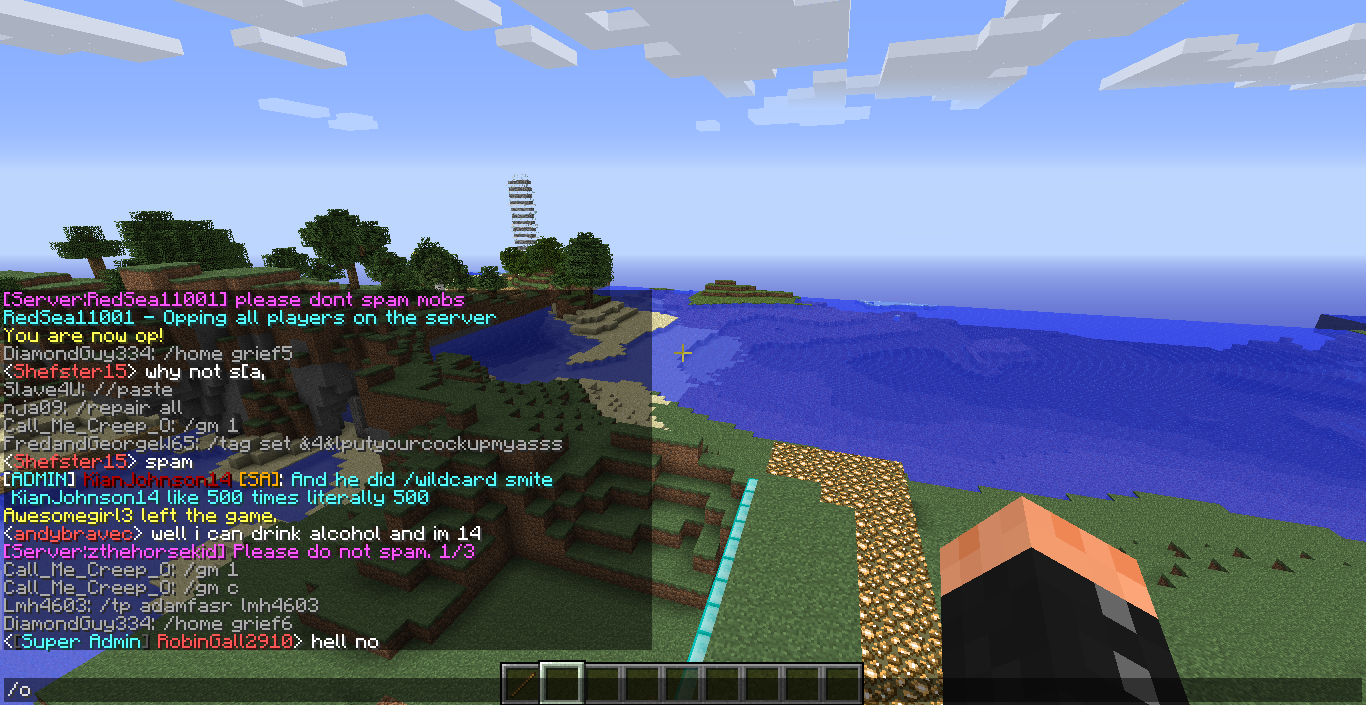 [Server:RedSea11001] please dont spam mobs
RedSea11001 - Opping all players on the server
You are now op!
DiamondGuy334: /home grief5
<Shefster15> why not s[a,
Slave4U: //paste
nja09: /repair all
Call_Me_Creep_O: /gm 1
FredandGeorgeW65: /tag set &4&lputyourcockupmyasss
<Shefster15> spam
[ADMIN] KianJohnson14 [SA]: And he did /wildcard smite
KianJohnson14 like 500 times literally 500
Awesomegirl3 left the game.
<andybravec> well i can drink alcohol and im 14
[Server:zthehorsekid] Please do not spam. 1/3
Call_Me_Creep_O: /gm 1
Call_Me_Creep_O: /gm c
Lmh4603: /tp adamfasr lmh4603
DiamondGuy334: /home grief6
<[Super Admin] RobinGall2910> hell no
/o